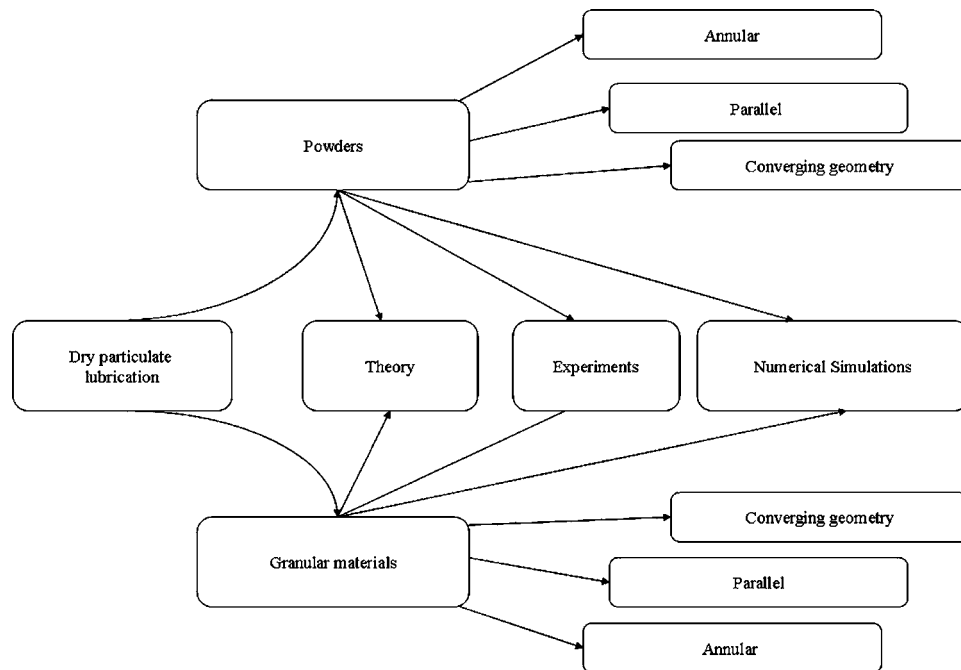 Annular
Parallel
Powders
Converging geometry
Dry particulate
lubrication
Theory
Experiments
Numerical Simulations
Converging geometry
Granular materials
Parallel
Annular